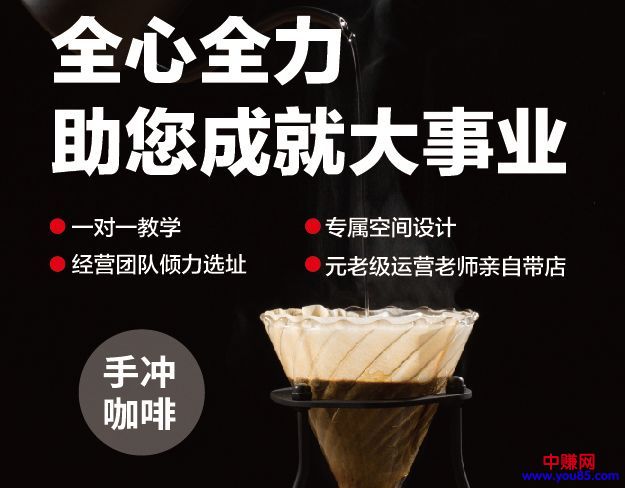 全心全力
助您成就大事业
一对一教学
专属空间设计
经营团队倾力选址
元老级运营老师亲自带店
手冲
咖啡
中赚网
www.you85.com